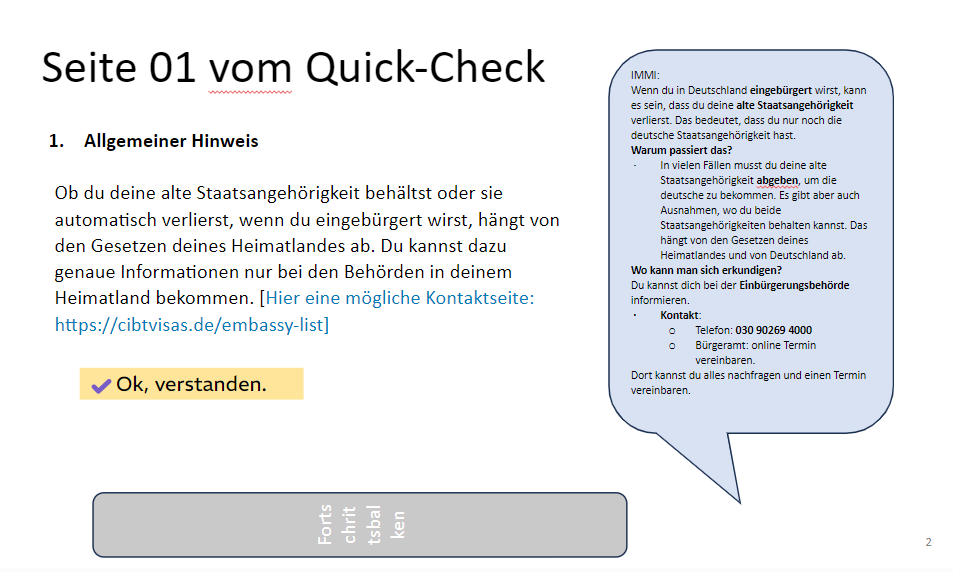 Seite 01 vom Quick-Check
1. Allgemeiner Hinweis
Ob du deine alte Staatsangehörigkeit behältst oder sie
automatisch verlierst, wenn du eingebürgert wirst, hängt von
den Gesetzen deines Heimatlandes ab. Du kannst dazu
genaue Informationen nur bei den Behörden in deinem
Heimatland bekommen. [Hier eine mögliche Kontaktseite:
https://cibtvisas.de/embassy-list]
Ok, verstanden.
IMMI:
Wenn du in Deutschland eingebürgert wirst, kann
es sein, dass du deine alte Staatsangehörigkeit
verlierst. Das bedeutet, dass du nur noch die
deutsche Staatsangehörigkeit hast.
Warum passiert das?
· In vielen Fällen musst du deine alte
Staatsangehörigkeit abgeben, um die
deutsche zu bekommen. Es gibt aber auch
Ausnahmen, wo du beide
Staatsangehörigkeiten behalten kannst. Das
hängt von den Gesetzen deines
Heimatlandes und von Deutschland ab.
Wo kann man sich erkundigen?
Du kannst dich bei der Einbürgerungsbehörde
informieren.
· Kontakt:
o Telefon: 030 90269 4000
o Bürgeramt: online Termin
vereinbaren.
Dort kannst du alles nachfragen und einen Termin
vereinbaren.
Forts
chrit
tsbal
ken
2